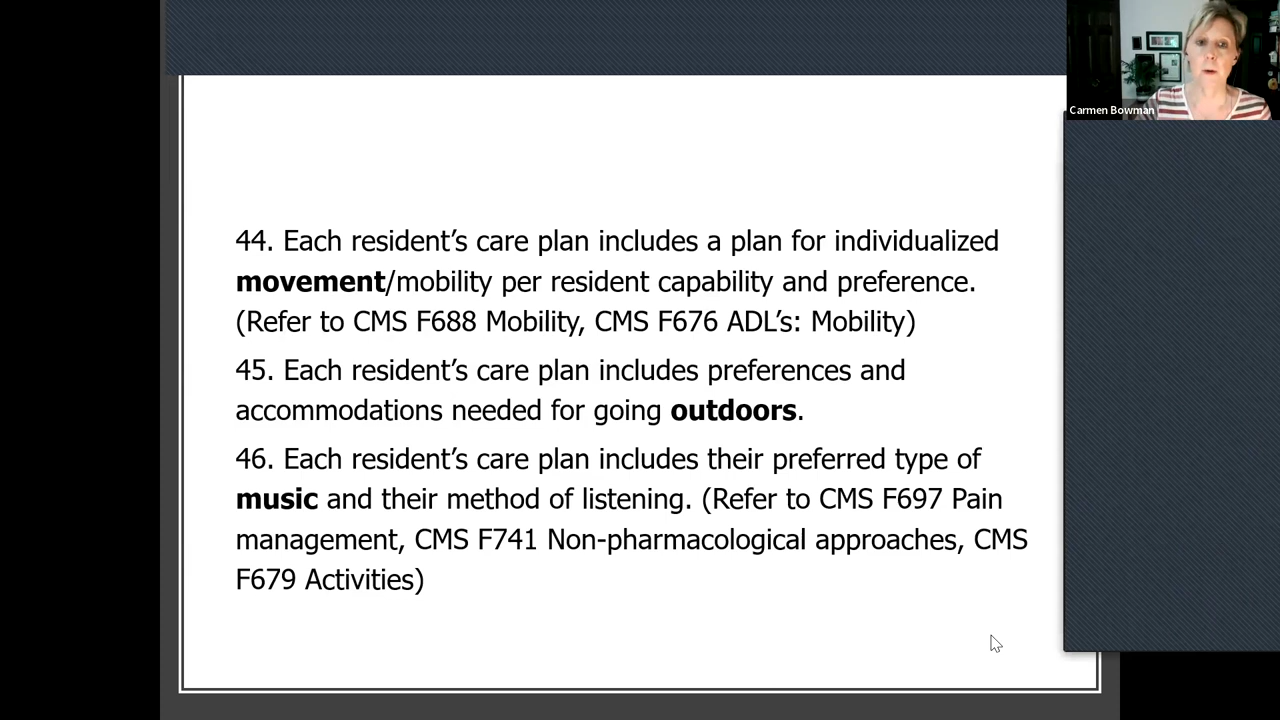 Carmen Bowman
44. Each resident’s care plan includes a plan for individualized
movement/mobility per resident capability and preference.
(Refer to CMS F688 Mobility, CMS F676 ADL’s: Mobility)
45. Each resident’s care plan includes preferences and
accommodations needed for going outdoors.
46. Each resident’s care plan includes their preferred type of
music and their method of listening. (Refer to CMS F697 Pain
management, CMS F741 Non-pharmacological approaches, CMS
F679 Activities)